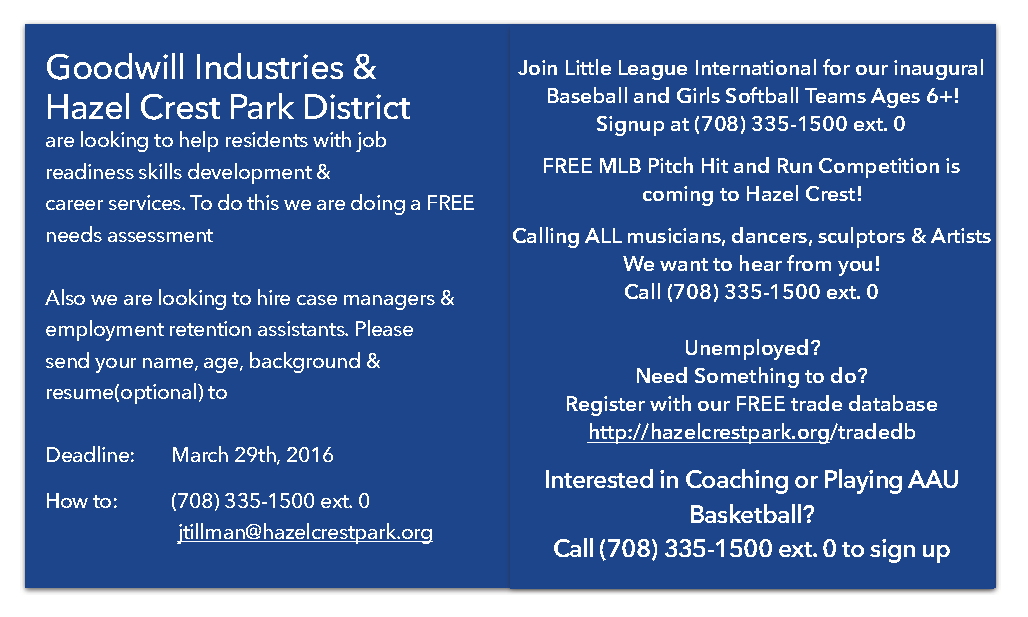 Goodwill Industries &
Hazel Crest Park District
are looking to help residents with job
readiness skills development &
career services. To do this we are doing a FREE
needs assessment
Also we are looking to hire case managers &
employment retention assistants. Please
send your name, age, background &
resume(optional) to
Deadline: March 29th, 2016
How to: (708) 335-1500 ext. 0
jtillman@hazelcrestpark.org
Join Little League International for our inaugural
Baseball and Girls Softball Teams Ages 6+!
Signup at (708) 335-1500 ext. 0
FREE MLB Pitch Hit and Run Competition is
coming to Hazel Crest!
Calling ALL musicians, dancers, sculptors & Artists
We want to hear from you!
Call (708) 335-1500 ext. 0
Unemployed?
Need Something to do?
Register with our FREE trade database
http://hazelcrestpark.org/tradedb
Interested in Coaching or Playing AAU
Basketball?
Call (708) 335-1500 ext. 0 to sign up